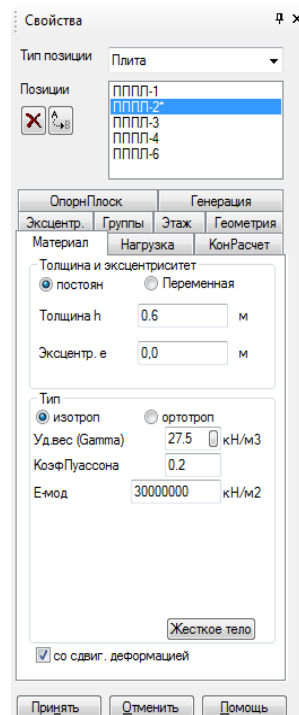 Свойства
Тип позиции Плита
Позиции
ПППЛ-1
ПППЛ-2*
ПППЛ-3
ПППЛ-4
ПППЛ-6
A B
ОпорнПлоск Генерация
Эксцентр. Группы Этаж Геометрия
Материал Нагрузка КонРасчет
Толщина и эксцентриситет
постоян Переменная
Толщина h 0.6 м
Эксцентр. e 0,0 м
Тип
изотроп ортотроп
Уд.вес (Gamma) 27.5 кН/м3
КоэфПуассона 0.2
E-мод 30000000 кН/м2
Жесткое тело
со сдвиг. деформацией
Принять Отменить Помощь